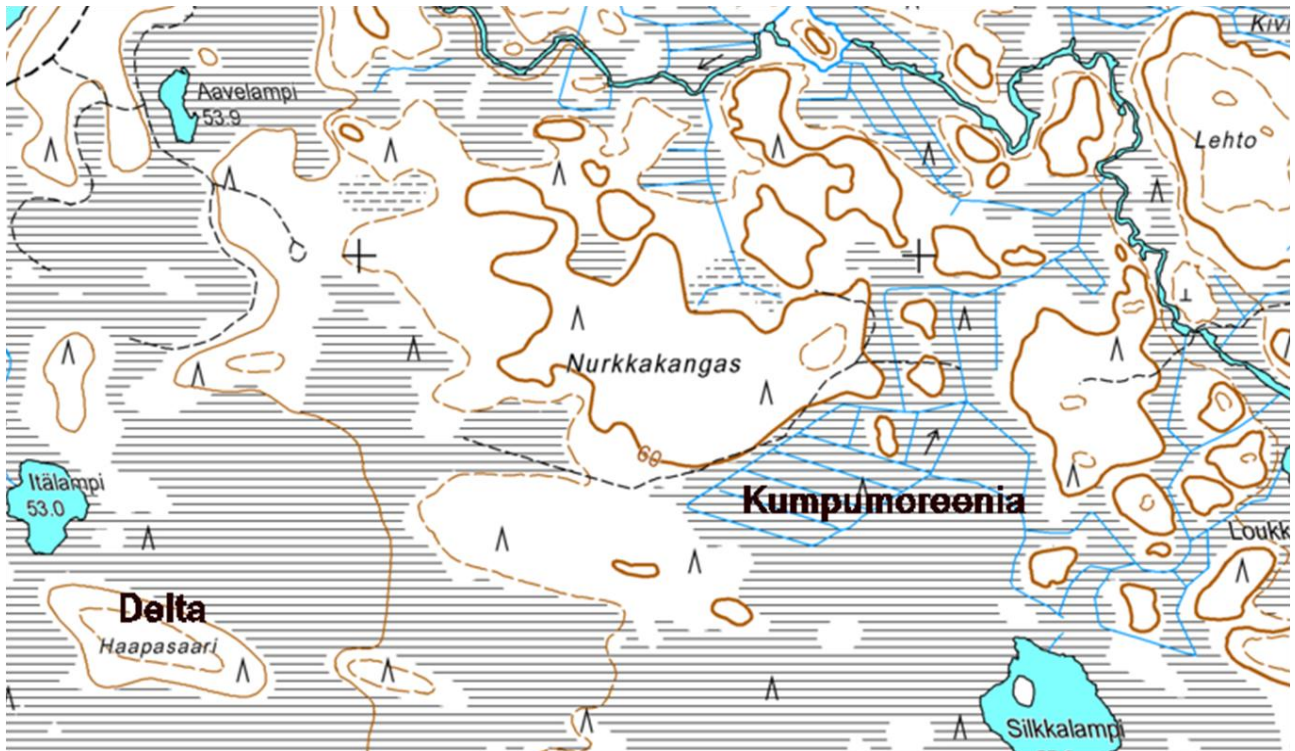 Kivi
Aavelampi
53.9
Lehto
Nurkkakangas
60
Itälampi
53.0
Kumpumoreenia
Loukk
Delta
Haapasaari
Silkkalampi